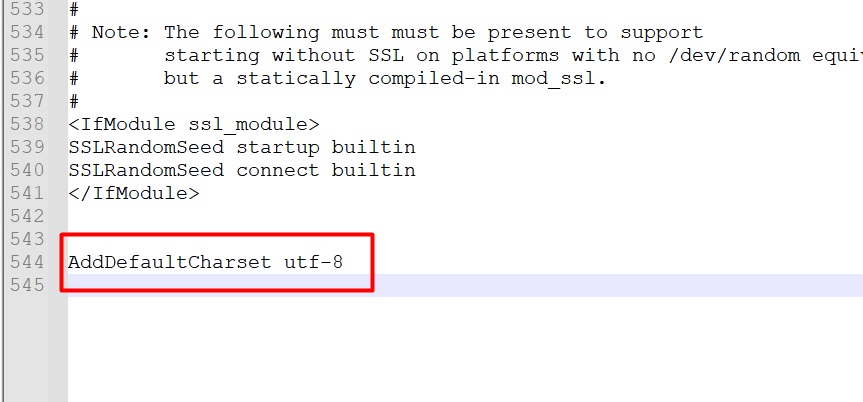 533 #
534 # Note: The following must must be present to support
535 #       starting without SSL on platforms with no /dev/random equiv
536 #       but a statically compiled-in mod_ssl.
537 #
538 <IfModule ssl_module>
539 SSLRandomSeed startup builtin
540 SSLRandomSeed connect builtin
541 </IfModule>
542
543
544 AddDefaultCharset utf-8
545